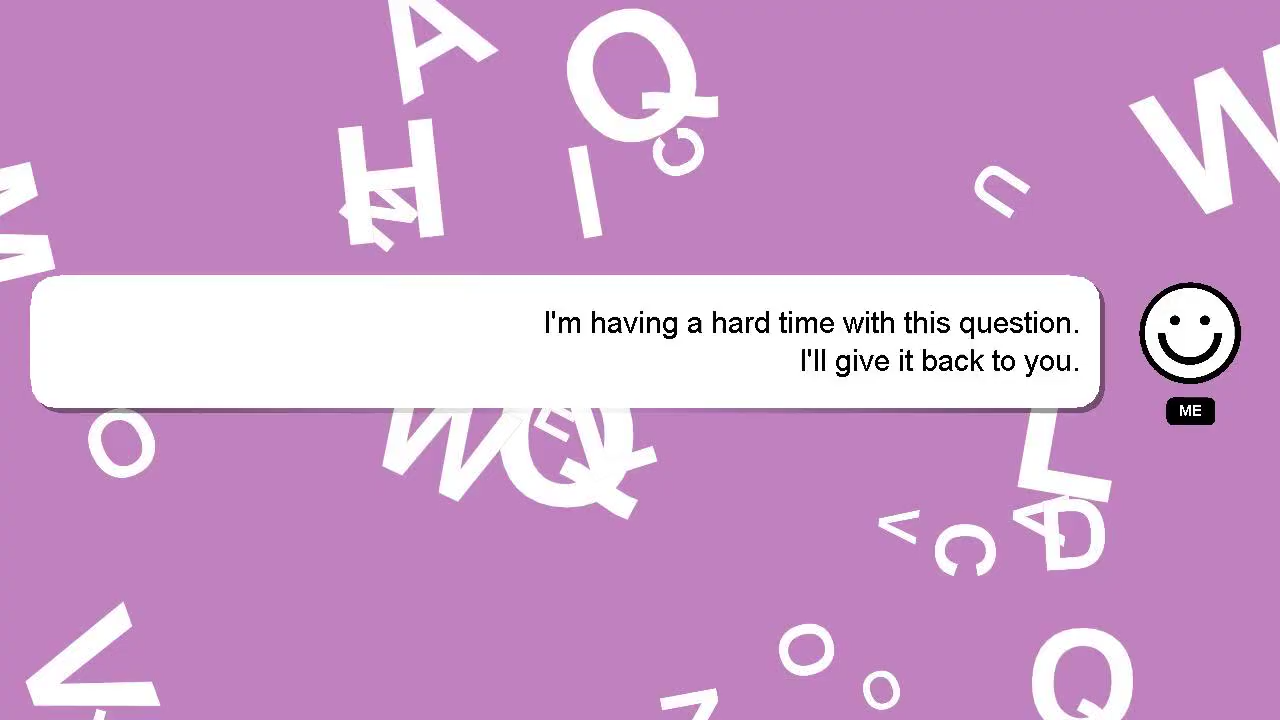 I'm having a hard time with this question.
I'll give it back to you.
ME